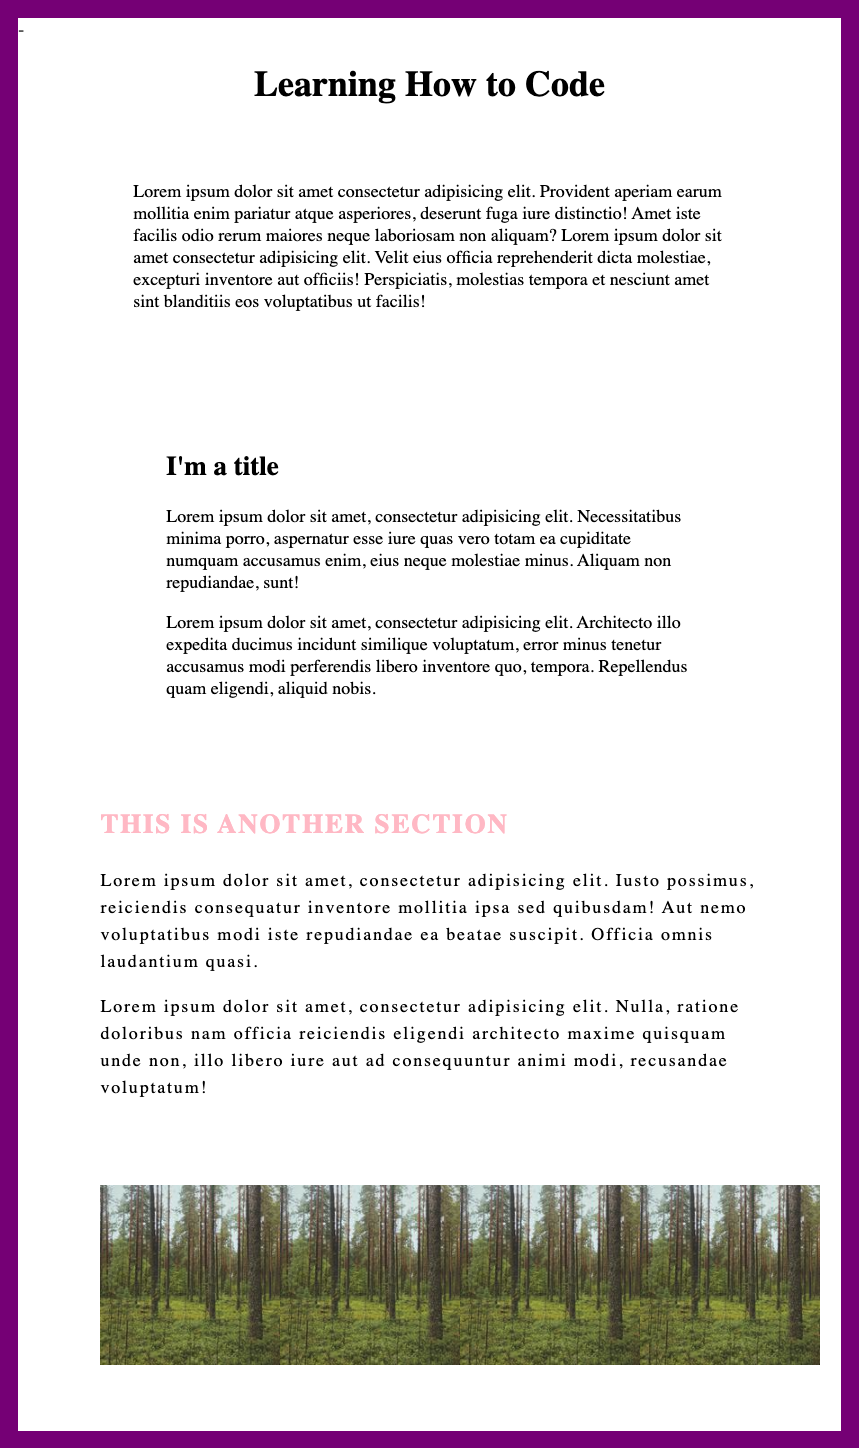 -
Learning How to Code
Lorem ipsum dolor sit amet consectetur adipisicing elit. Provident aperiam earum
mollitia enim pariatur atque asperiores, deserunt fuga iure distinctio! Amet iste
facilis odio rerum maiores neque laboriosam non aliquam? Lorem ipsum dolor sit
amet consectetur adipisicing elit. Velit eius officia reprehenderit dicta molestiae,
excepturi inventore aut officiis! Perspiciatis, molestias tempora et nesciunt amet
sint blanditiis eos voluptatibus ut facilis!
I'm a title
Lorem ipsum dolor sit amet, consectetur adipisicing elit. Necessitatibus
minima porro, aspernatur esse iure quas vero totam ea cupiditate
numquam accusamus enim, eius neque molestiae minus. Aliquam non
repudiandae, sunt!
Lorem ipsum dolor sit amet, consectetur adipisicing elit. Architecto illo
expedita ducimus incidunt similique voluptatum, error minus tenetur
accusamus modi perferendis libero inventore quo, tempora. Repellendus
quam eligendi, aliquid nobis.
THIS IS ANOTHER SECTION
Lorem ipsum dolor sit amet, consectetur adipisicing elit. Iusto possimus,
reiciendis consequatur inventore mollitia ipsa sed quibusdam! Aut nemo
voluptatibus modi iste repudiandae ea beatae suscipit. Officia omnis
laudantium quasi.
Lorem ipsum dolor sit amet, consectetur adipisicing elit. Nulla, ratione
doloribus nam officia reiciendis eligendi architecto maxime quisquam
unde non, illo libero iure aut ad consequuntur animi modi, recusandae
voluptatum!